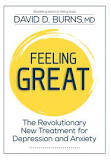 Bestselling author of Feeling Good
DAVID D. BURNS, MD
FEELING
GREAT
The Revolutionary
New Treatment for
Depression and Anxiety